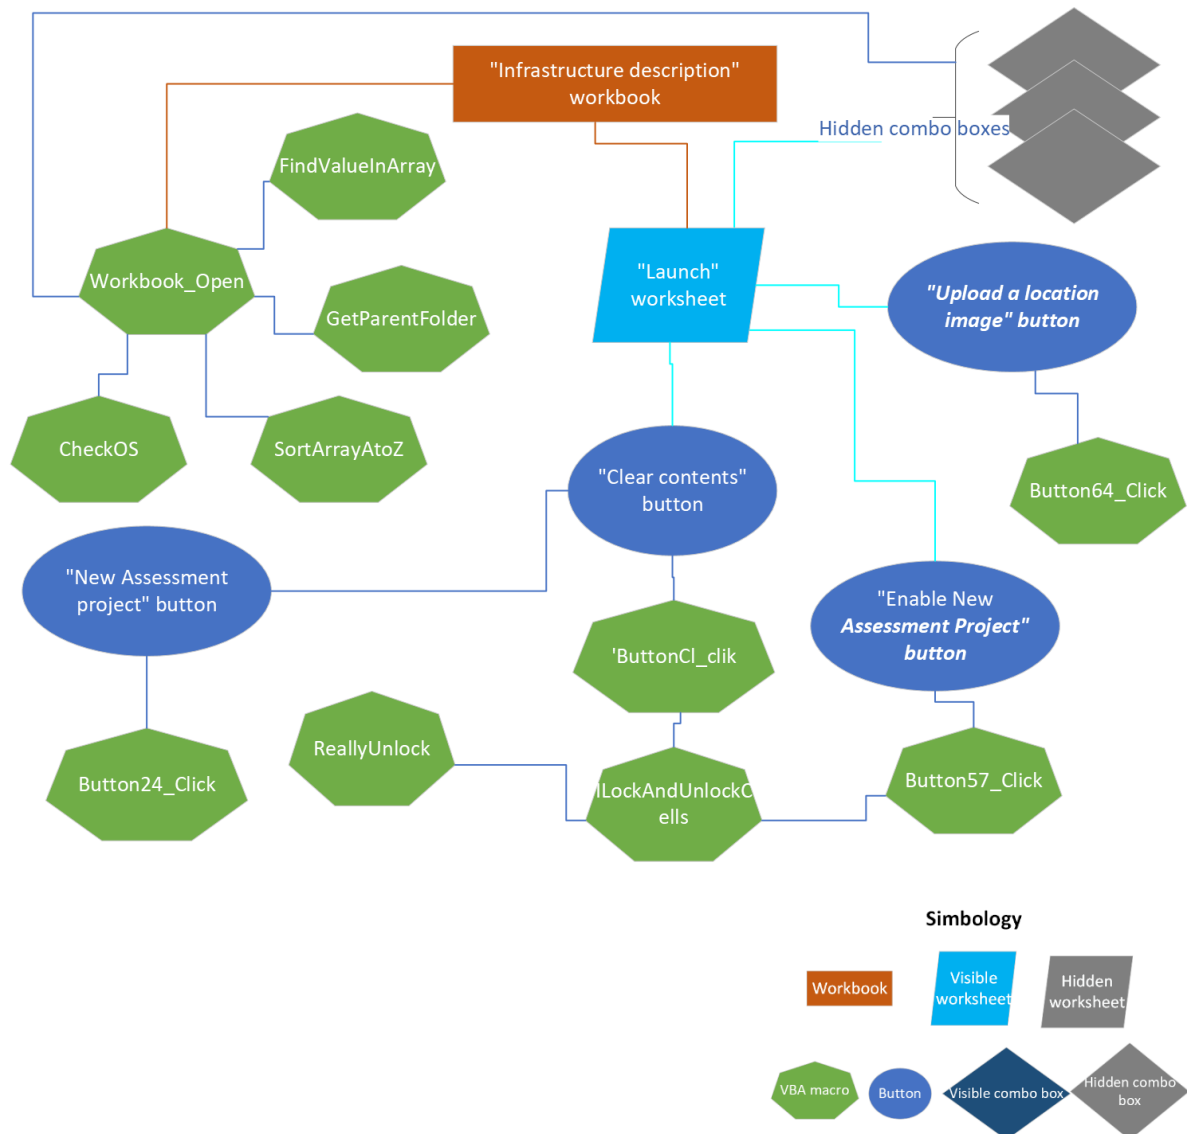 "Infrastructure description"
workbook
Hidden combo boxes
FindValueInArray
Workbook_Open
"Launch"
worksheet
"Upload a location
image" button
GetParentFolder
CheckOS
SortArrayAtoZ
"Clear contents"
button
Button64_Click
"New Assessment
project" button
"Enable New
Assessment Project"
button
'ButtonCl_clik
ReallyUnlock
Button24_Click
lLockAndUnlockC
ells
Button57_Click
Simbology
Workbook
Visible
worksheet
Hidden
worksheet
VBA macro
Button
Visible combo box
Hidden combo
box